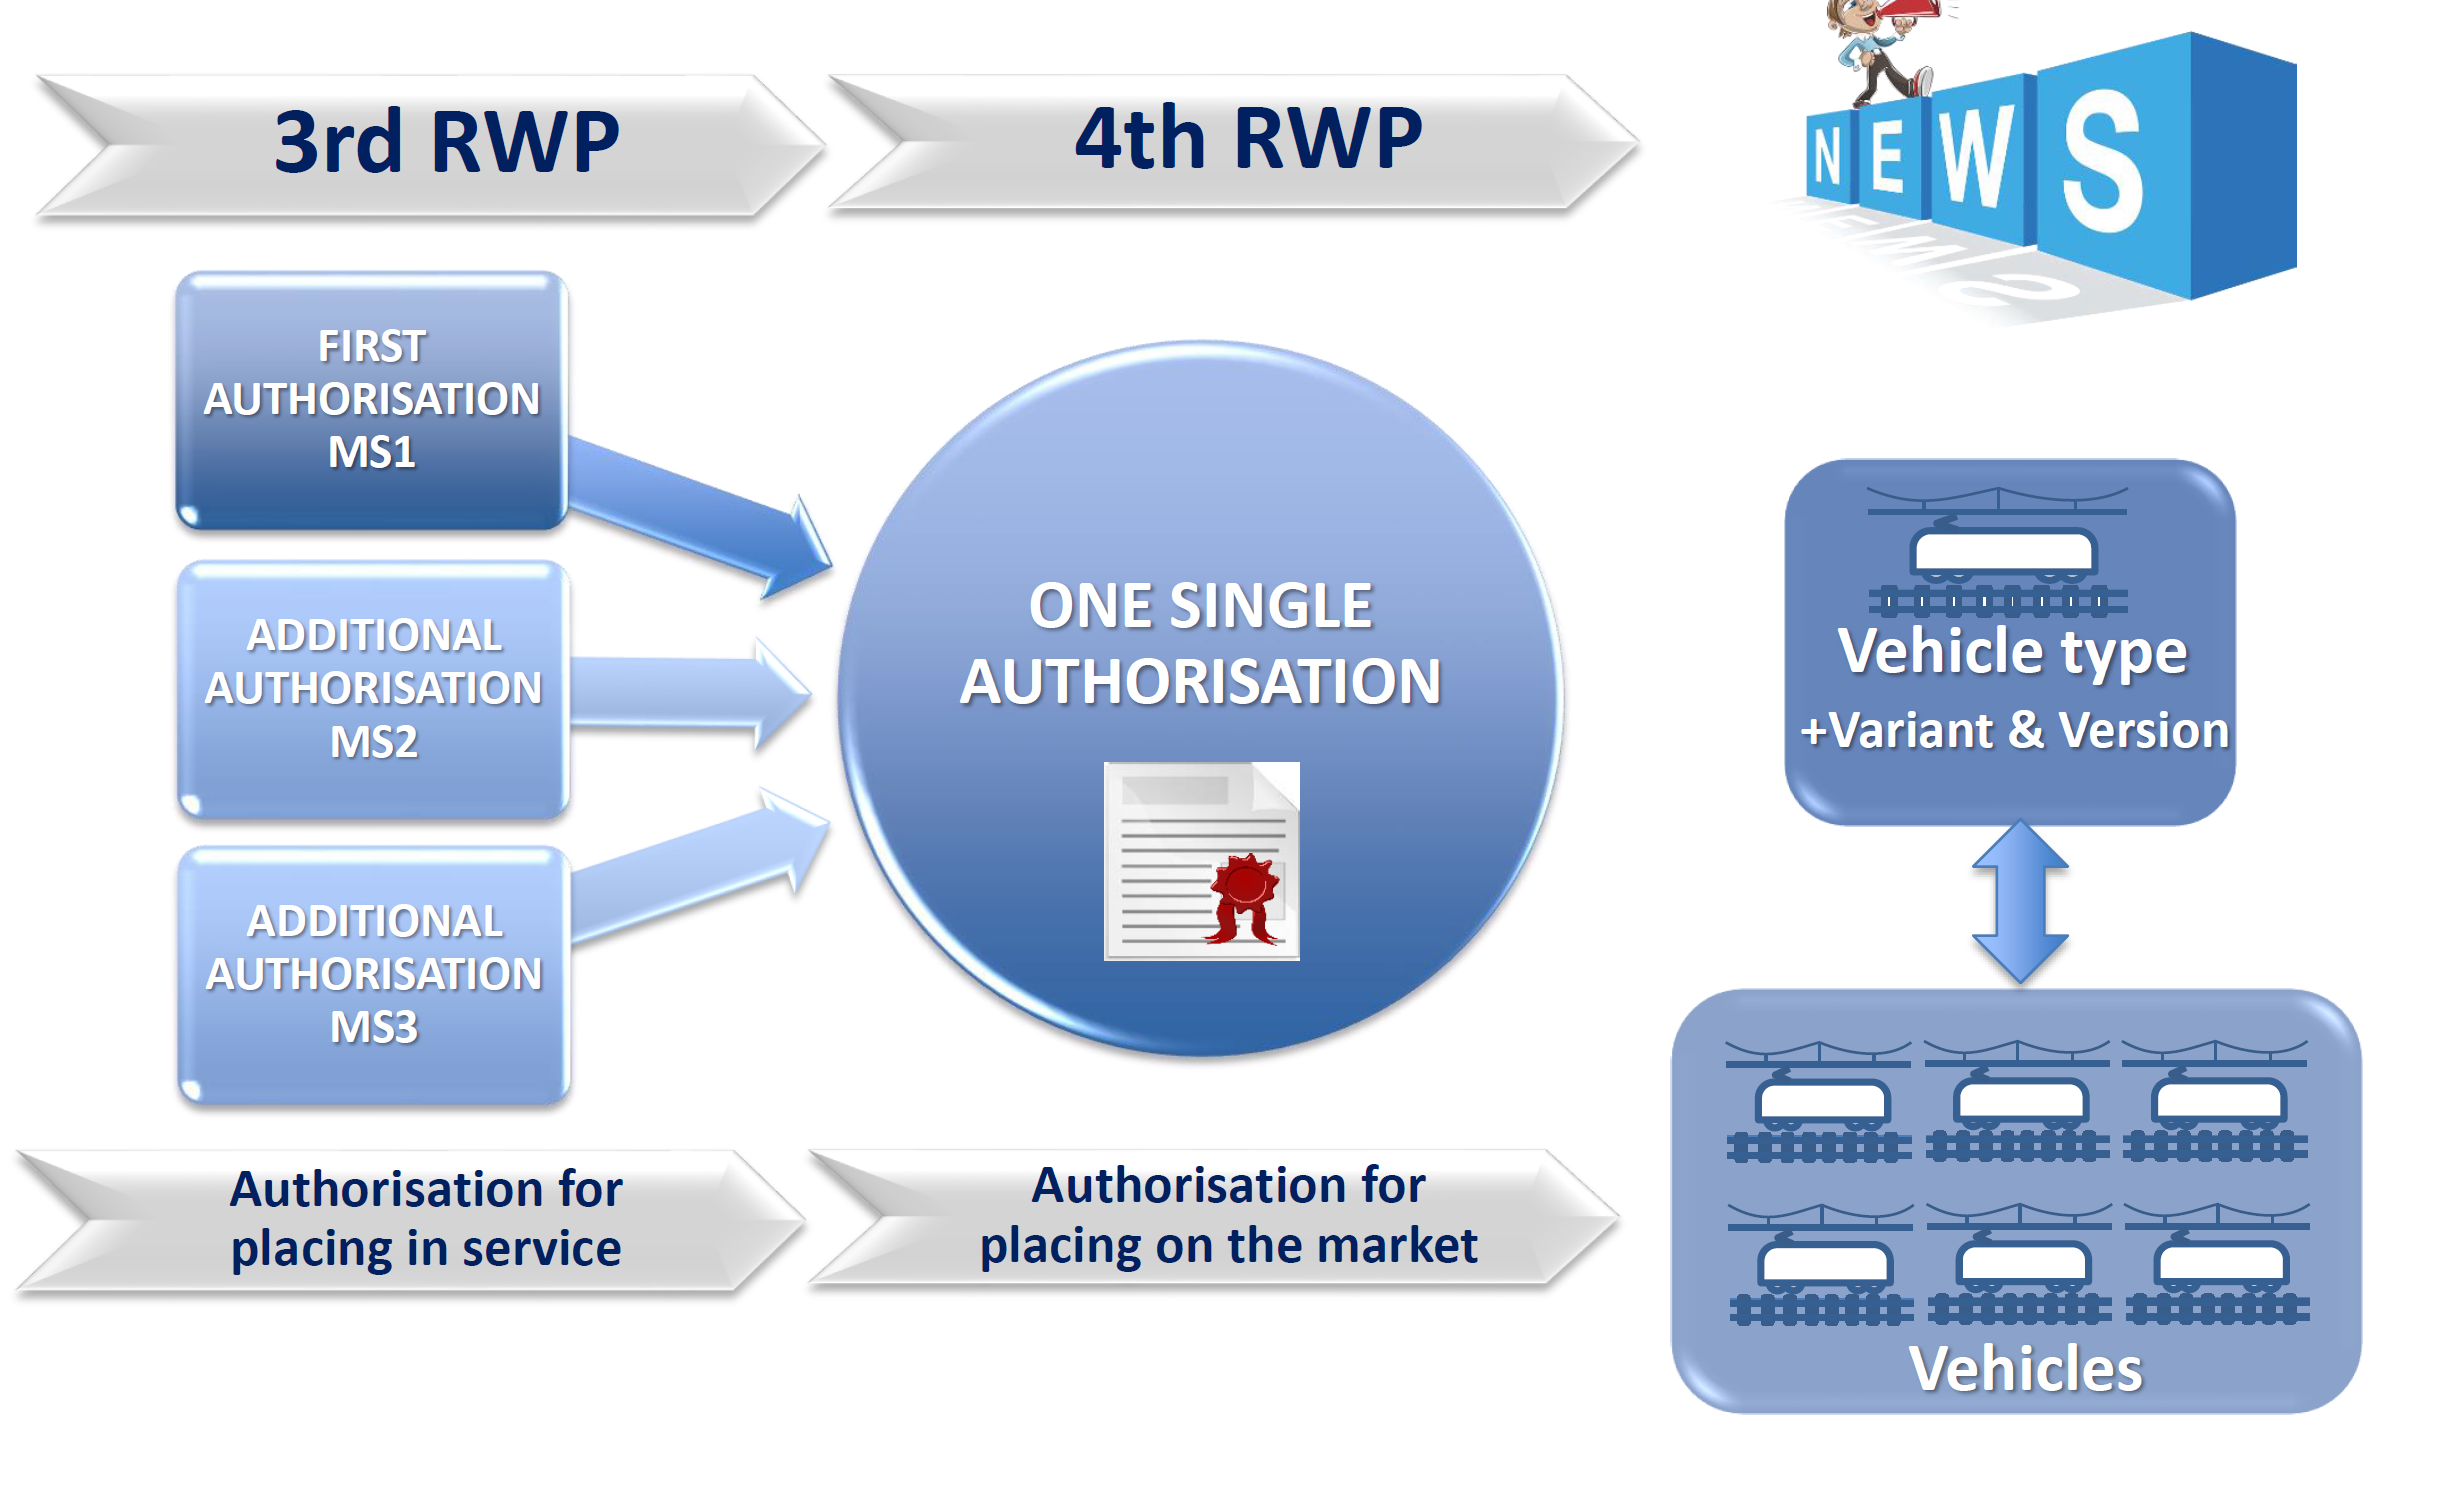 3rd RWP
4th RWP
NEWS
FIRST
AUTHORISATION
MS1
ADDITIONAL
AUTHORISATION
MS2
ADDITIONAL
AUTHORISATION
MS3
ONE SINGLE
AUTHORISATION
Vehicle type
+Variant & Version
Vehicles
Authorisation for
placing in service
Authorisation for
placing on the market